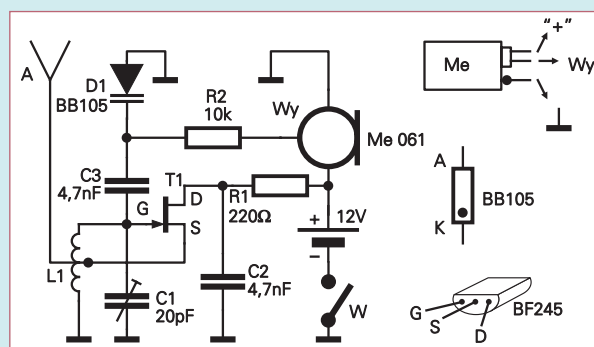 A
D1
BB105
R2
10k
Wy
Me 061
C3
4,7nF
T1
D
G
S
R1
220Ω
+ 12V
–
L1
C1
20pF
C2
4,7nF
W
Me
“+”
Wy
A
BB105
K
G
S
D
BF245